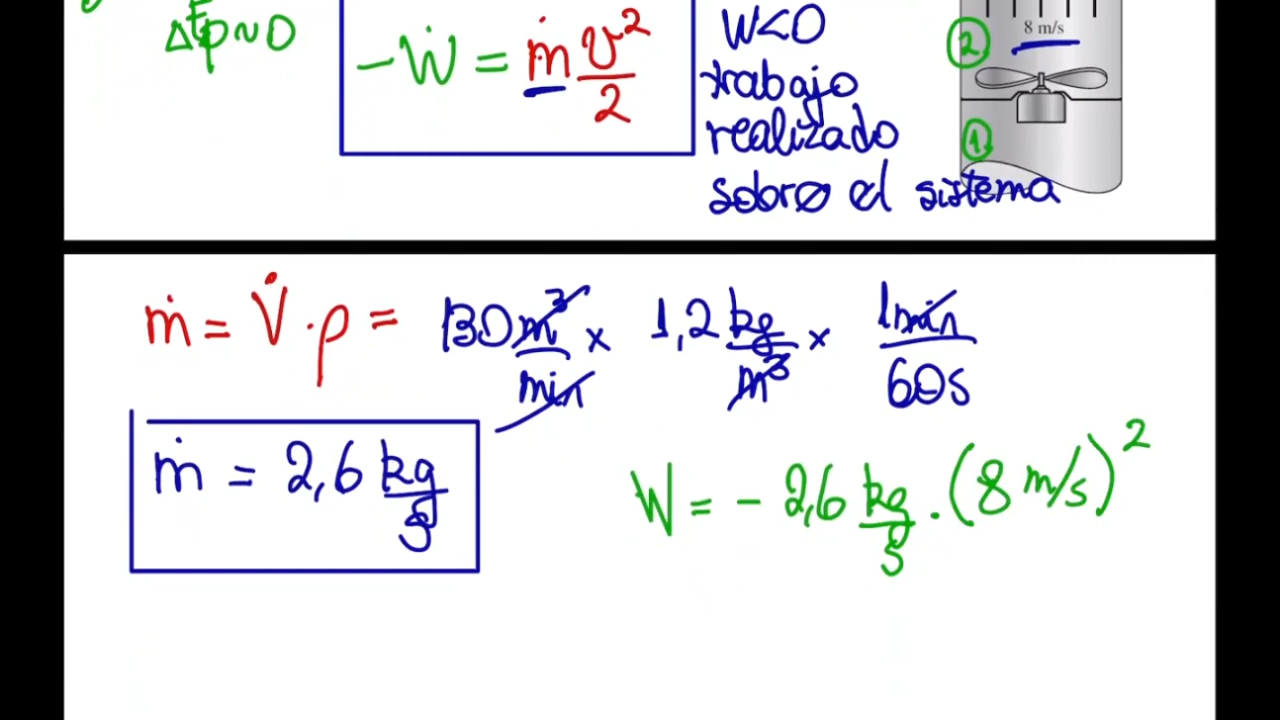 ΔEp~0
-Ẇ = ṁ v²/2
W<0
trabajo
realizado
sobre el sistema
8 m/s
2
1
ṁ = V̇ . ρ = 130 m³/min x 1,2 kg/m³ x 1min/60s
ṁ = 2,6 kg/s
W = - 2,6 kg/s . (8 m/s)²